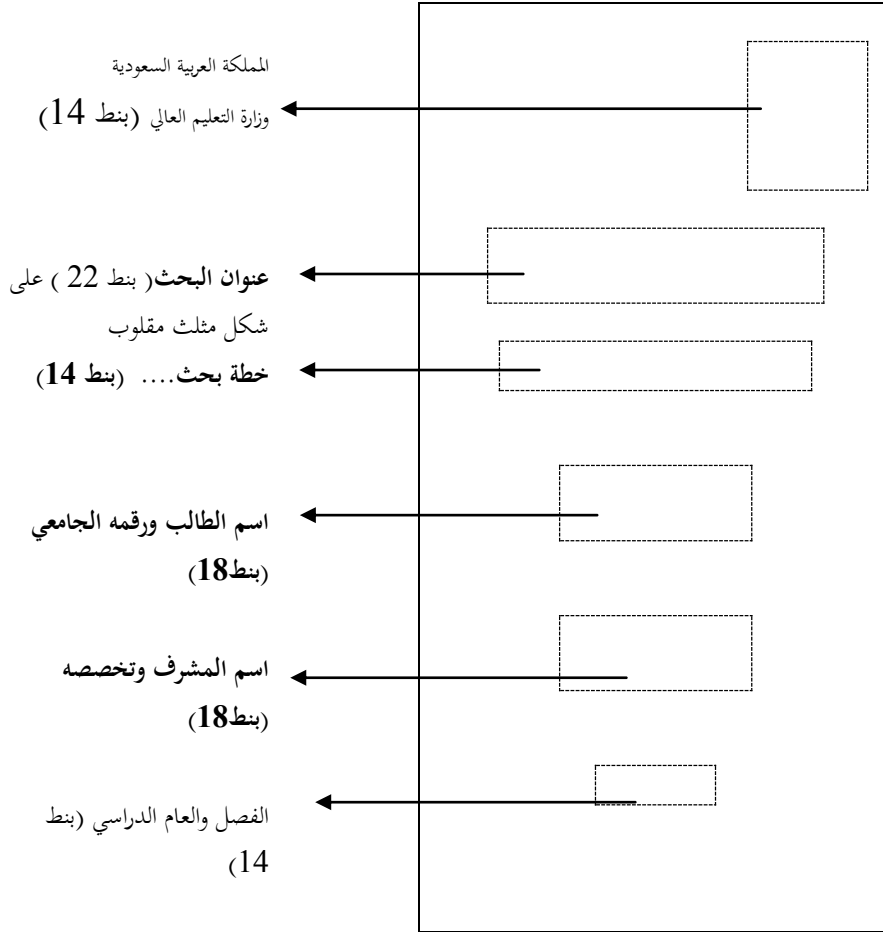 المملكة العربية السعودية
وزارة التعليم العالي (بنط 14)
عنوان البحث( بنط 22 ) على
شكل مثلث مقلوب
خطة بحث.... (بنط 14)
اسم الطالب ورقمه الجامعي
(بنط18)
اسم المشرف وتخصصه
(بنط18)
الفصل والعام الدراسي (بنط
14)